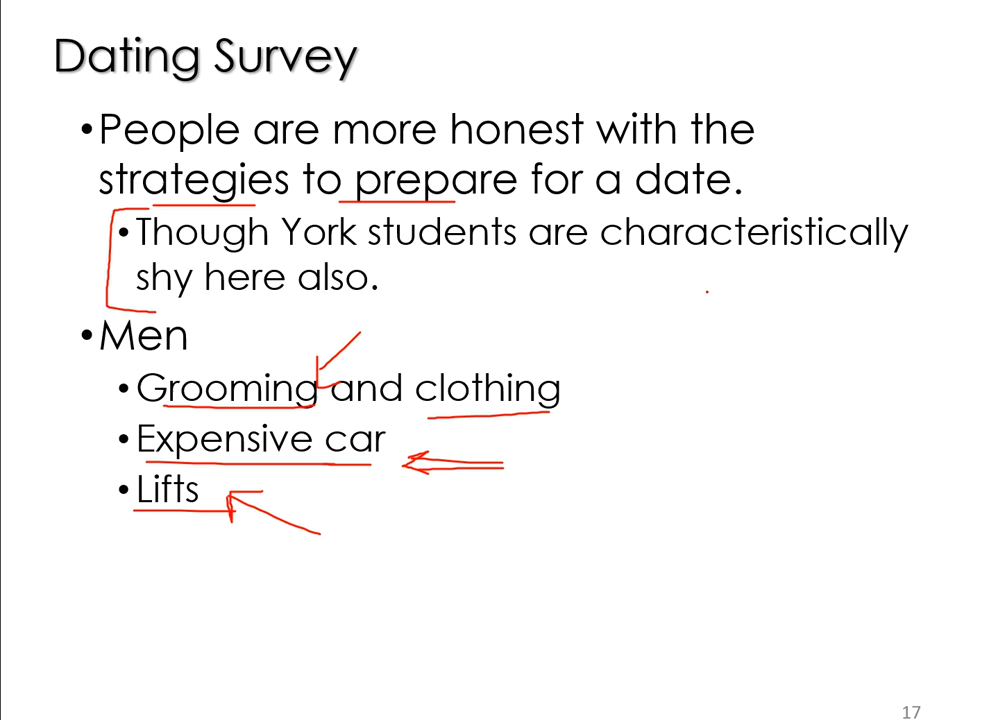 Dating Survey
•People are more honest with the
strategies to prepare for a date.
•Though York students are characteristically
shy here also.
•Men
•Grooming and clothing
•Expensive car
•Lifts
17